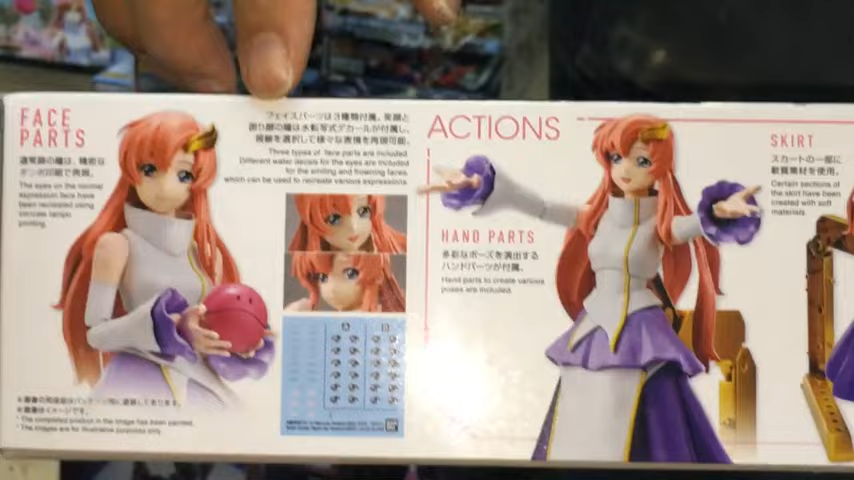 FACE
PARTS
通常顔の瞳は、精密な
タンポ印刷で再現。
The eyes on the normal
expression face have
been recreated using
intricate tampo
printing.
フェイスパーツは3種類付属。笑顔と
困り顔の瞳は水転写式デカールが付属し、
視線を選択して様々な表情を再現可能。
Three types of face parts are included.
Different water decals for the eyes are included
for the smiling and frowning faces,
which can be used to recreate various expressions.
A
B
* The completed product in the image has been painted.
* The images are for illustrative purposes only.
ACTIONS
HAND PARTS
多彩なポーズを演出する
ハンドパーツが付属。
Hand parts to create various
poses are included.
SKIRT
スカートの一部に
軟質素材を使用。
Certain sections of
the skirt have been
created with soft
materials.